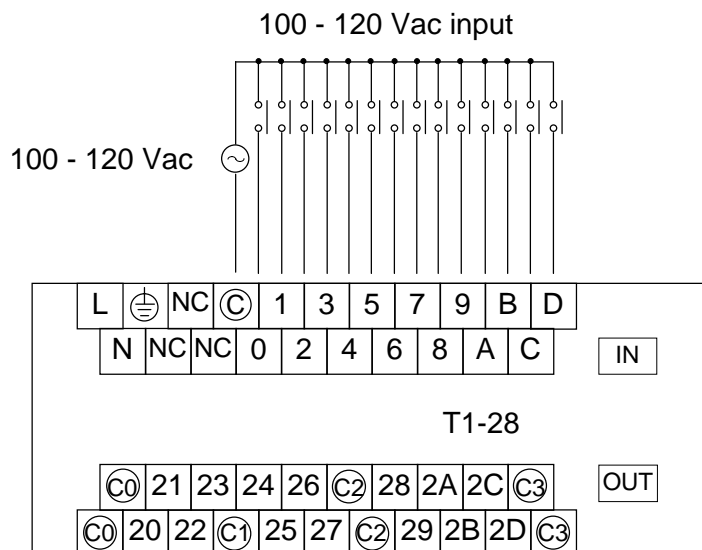 100 - 120 Vac input
100 - 120 Vac
L NC C 1 3 5 7 9 B D
N NC NC 0 2 4 6 8 A C
IN
T1-28
C0 21 23 24 26 C2 28 2A 2C C3
OUT
C0 20 22 C1 25 27 C2 29 2B 2D C3